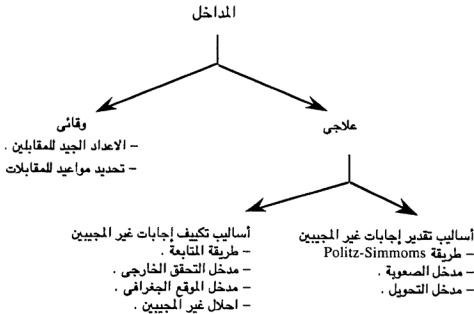 المداخل
علاجى
وقائى
– الاعداد الجيد للمقابلين .
– تحديد مواعيد للمقابلات
أساليب تقدير إجابات غير المجيبين
– طريقة Politz-Simmoms
– مدخل الصعوبة .
– مدخل التحويل .
أساليب تكييف إجابات غير المجيبين
– طريقة المتابعة .
– مدخل التحقق الخارجى .
– مدخل الموقع الجغرافى .
– احلال غير المجيبين .